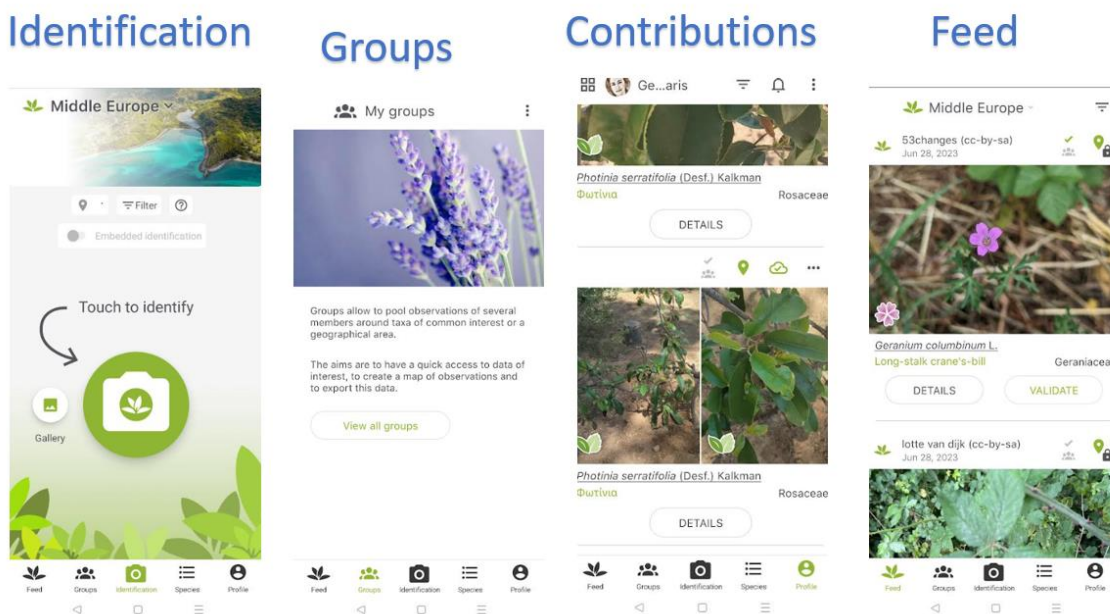 Identification
Middle Europe
Filter
Embedded identification
Touch to identify
Gallery
Feed Groups Identification Species Profile
Groups
My groups
Groups allow to pool observations of several
members around taxa of common interest or a
geographical area.
The aims are to have a quick access to data of
interest, to create a map of observations and
to export this data.
View all groups
Feed Groups Identification Species Profile
Contributions
Ge...aris
Photinia serratifolia (Desf.) Kalkman
Φωτίνια Rosaceae
DETAILS
Photinia serratifolia (Desf.) Kalkman
Φωτίνια Rosaceae
DETAILS
Feed Groups Identification Species Profile
Feed
Middle Europe
53changes (cc-by-sa)
Jun 28, 2023
Geranium columbinum L.
Long-stalk crane's-bill Geraniacea
DETAILS VALIDATE
lotte van dijk (cc-by-sa)
Jun 28, 2023
Feed Groups Identification Species Profile